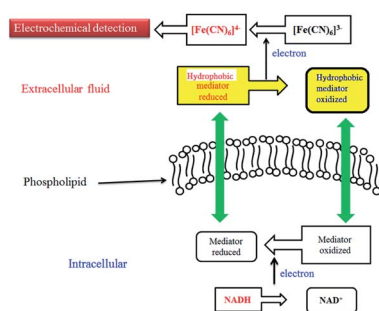 Electrochemical detection
[Fe(CN)₆]⁴⁻
[Fe(CN)₆]³⁻
electron
Extracellular fluid
Hydrophobic
mediator
reduced
Hydrophobic
mediator
oxidized
Phospholipid
Mediator
reduced
Mediator
oxidized
Intracellular
electron
NADH
NAD⁺